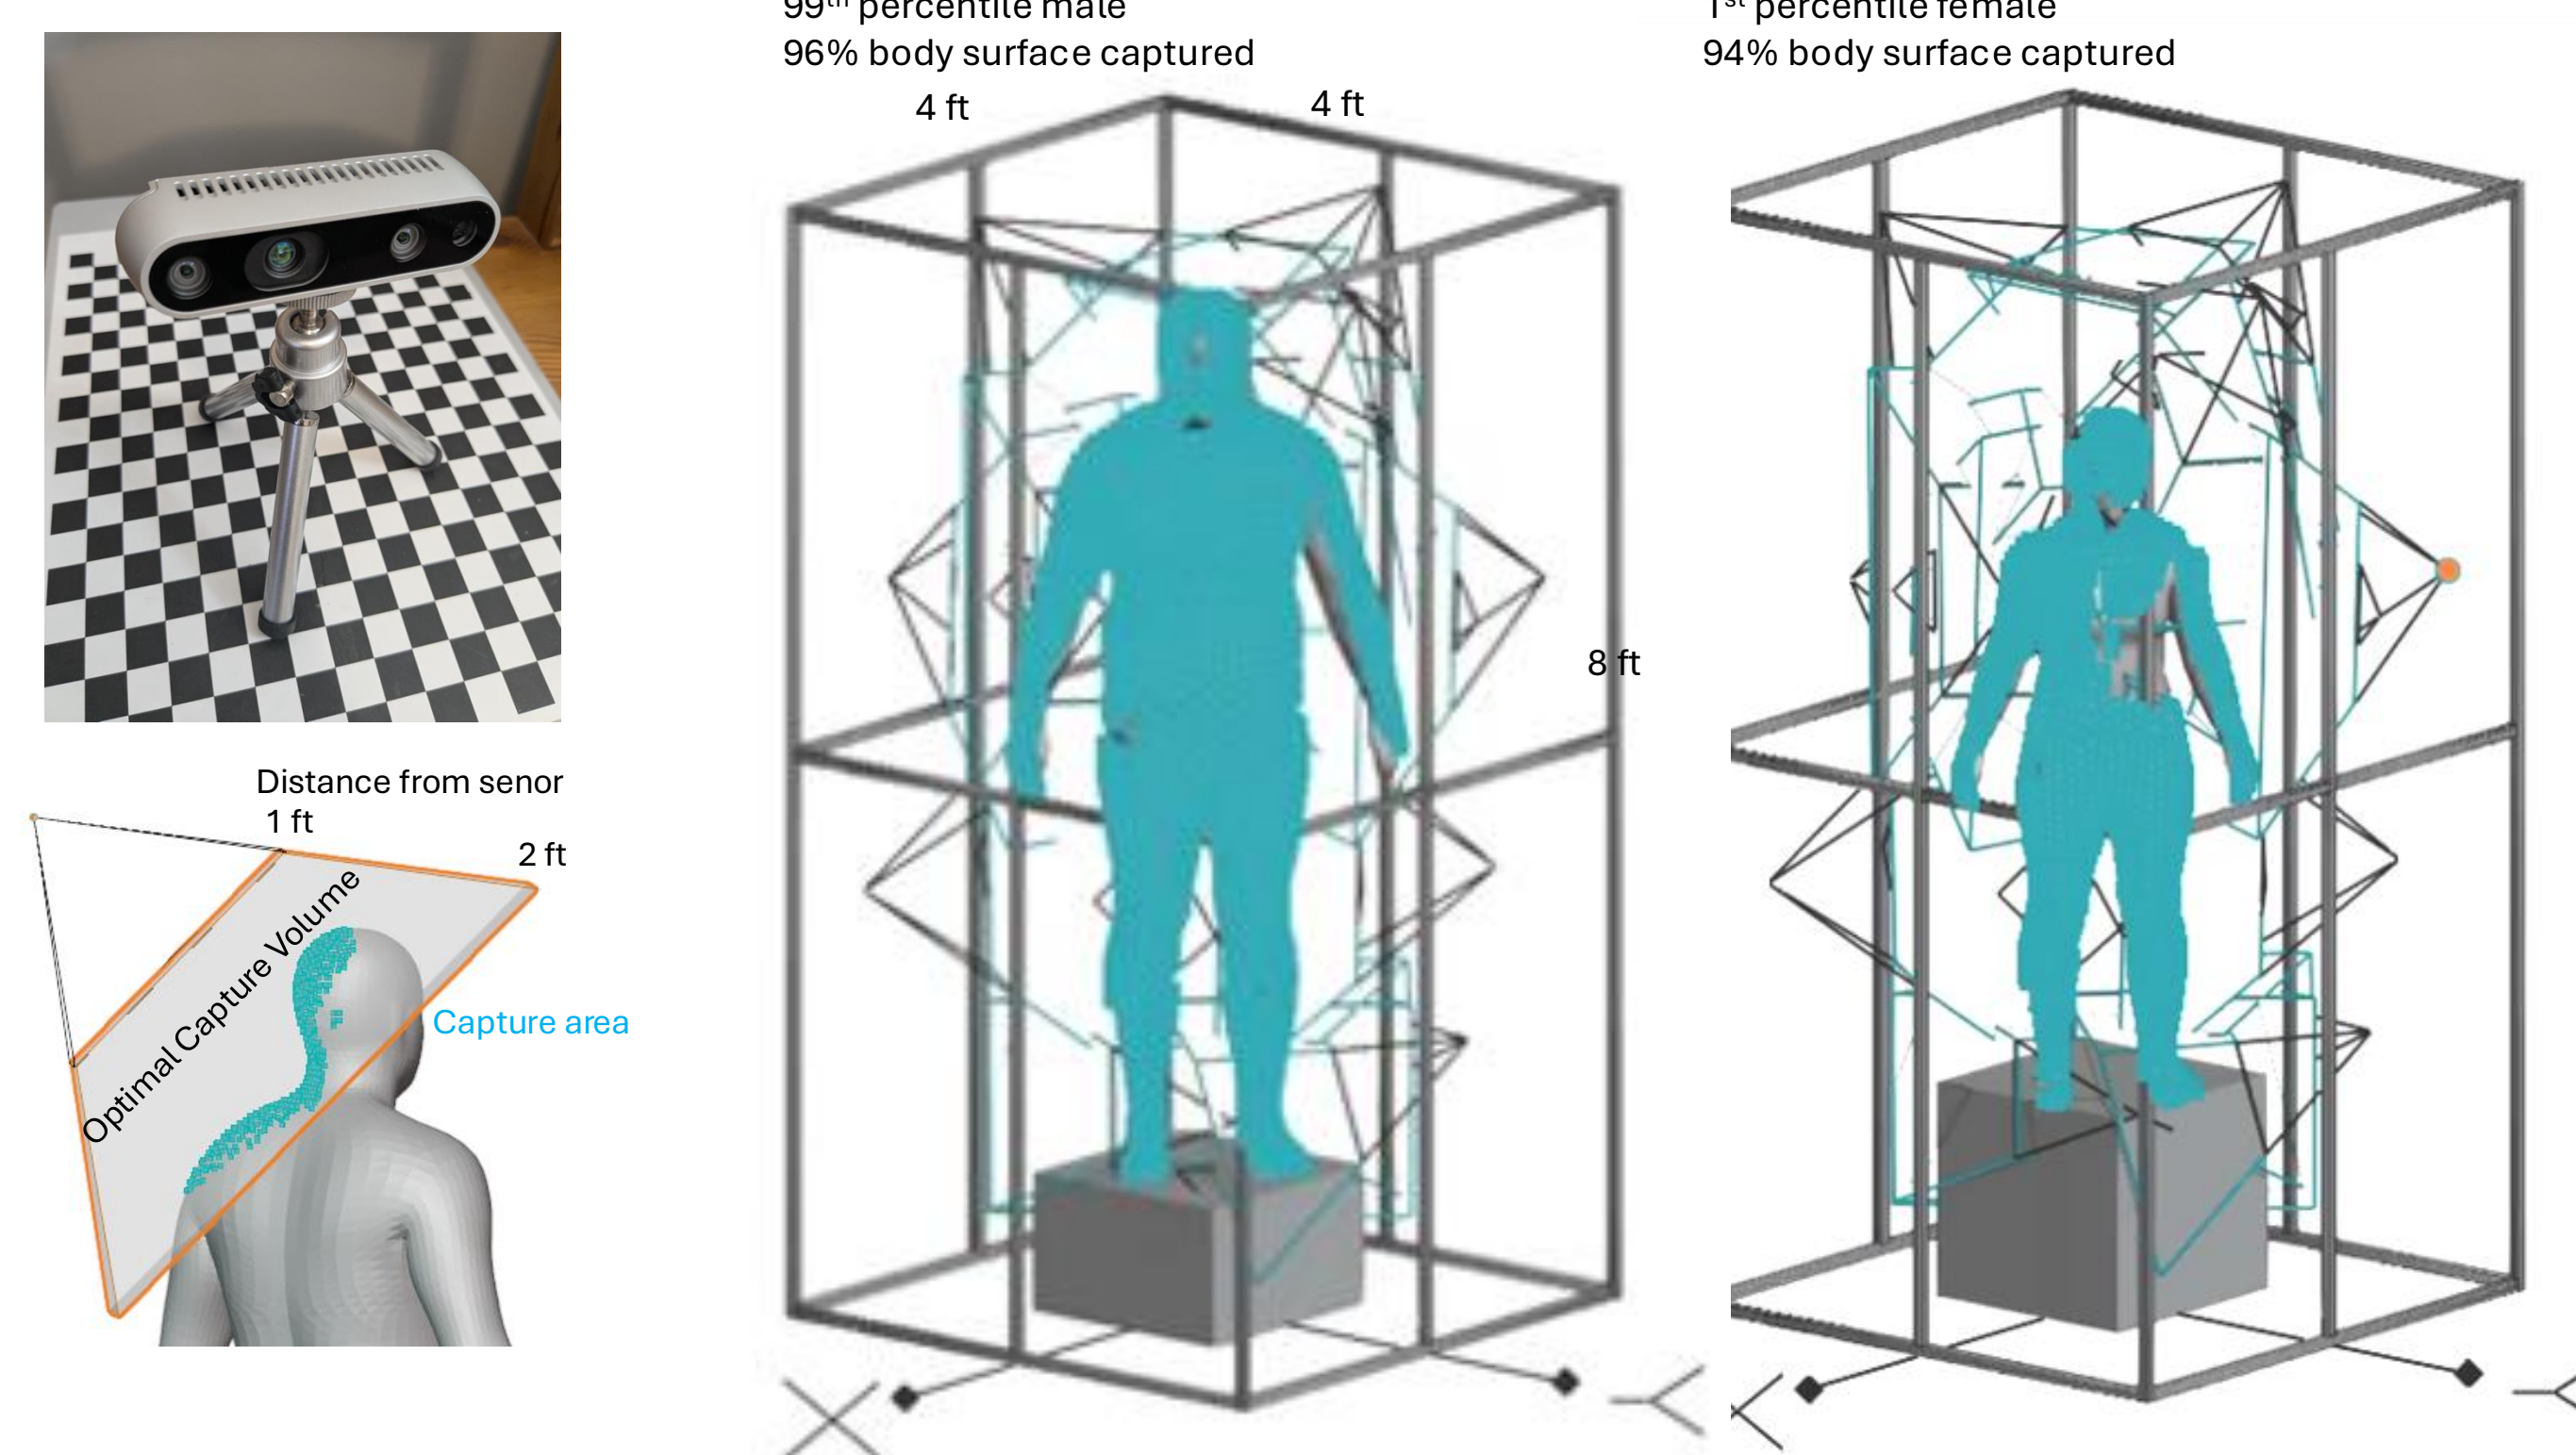 99th percentile male
96% body surface captured
4 ft
4 ft
8 ft
1st percentile female
94% body surface captured
Distance from senor
1 ft
2 ft
Optimal Capture Volume
Capture area
X
Y